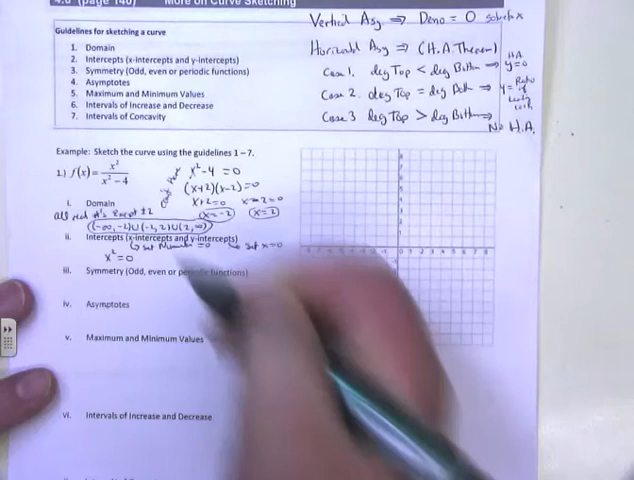 4.6 (page 140) More on Curve Sketching
Guidelines for sketching a curve
1. Domain
2. Intercepts (x-intercepts and y-intercepts)
3. Symmetry (Odd, even or periodic functions)
4. Asymptotes
5. Maximum and Minimum Values
6. Intervals of Increase and Decrease
7. Intervals of Concavity
Vertical Asy ⇒ Deno = 0 solve x
Horizontal Asy ⇒ (H.A Theorem)
Case 1. deg Top < deg Bottom ⇒ HA y=0
Case 2. deg Top = deg Bott ⇒ y = Ratio of
Case 3 deg Top > deg Bottom ⇒ No H.A.
Example: Sketch the curve using the guidelines 1 – 7.
1.) f(x) = x²/(x² – 4)
x² - 4 = 0
(x+2)(x-2) = 0
x+2=0 x-2=0
x=-2 x=2
i. Domain
all real #'s except ±2
(-∞, -2)∪(-2, 2)∪(2, ∞)
ii. Intercepts (x-intercepts and y-intercepts)
set =0 set x=0
x² = 0
iii. Symmetry (Odd, even or periodic functions)
iv. Asymptotes
v. Maximum and Minimum Values
vi. Intervals of Increase and Decrease